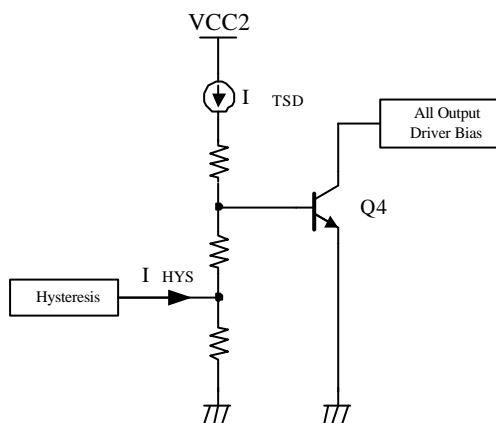 VCC2
I TSD
All Output
Driver Bias
Q4
I HYS
Hysteresis